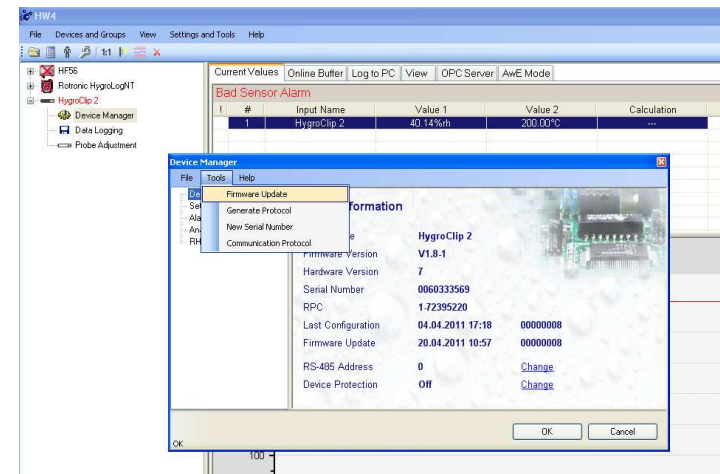 HW4
File Devices and Groups View Settings and Tools Help
1:1
HF56
Rotronic HygroLogNT
HygroClip 2
Device Manager
Data Logging
Probe Adjustment
Current Values Online Buffer Log to PC View OPC Server AwE Mode
Bad Sensor Alarm
! # Input Name Value 1 Value 2 Calculation
1 HygroClip 2 40.14%rh 200.00°C ---
Device Manager
File Tools Help
Firmware Update
Generate Protocol
New Serial Number
Communication Protocol
De
Set
Ala
An
RH
formation
e HygroClip 2
Firmware Version V1.8-1
Hardware Version 7
Serial Number 0060333569
RPC 1-72395220
Last Configuration 04.04.2011 17:18 00000008
Firmware Update 20.04.2011 10:57 00000008
RS-485 Address 0 Change
Device Protection Off Change
OK Cancel
OK
100